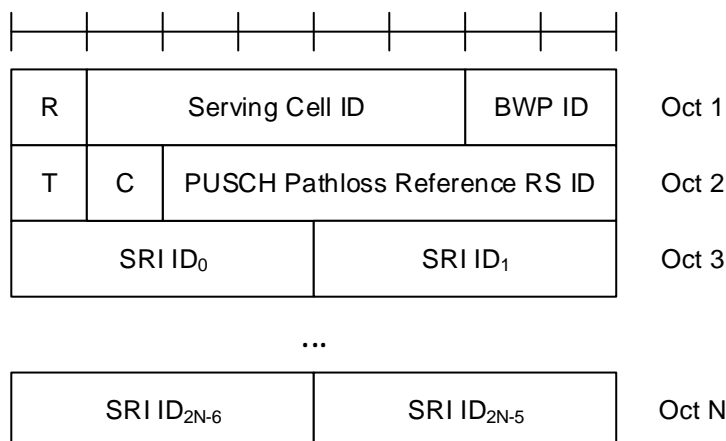 R Serving Cell ID BWP ID Oct 1
T C PUSCH Pathloss Reference RS ID Oct 2
SRI ID₀ SRI ID₁ Oct 3
...
SRI ID₂N₋₆ SRI ID₂N₋₅ Oct N